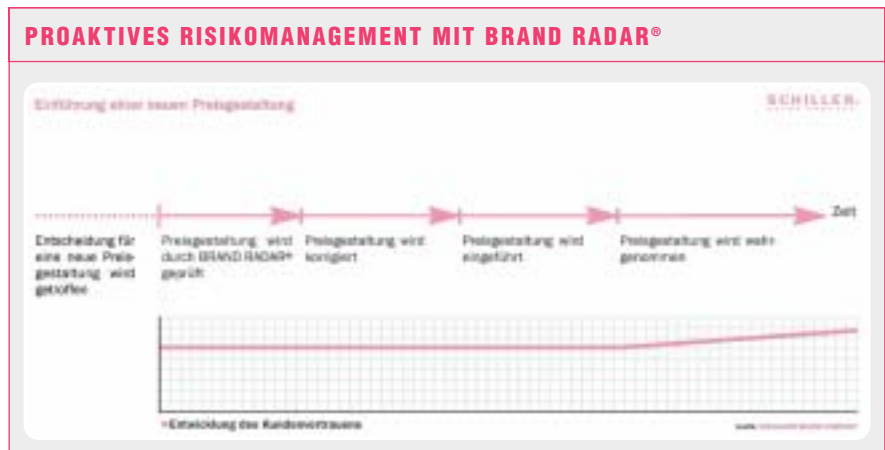 PROAKTIVES RISIKOMANAGEMENT MIT BRAND RADAR®
Einführung einer neuen Preisgestaltung
SCHILLER.
Zeit
Entscheidung für
eine neue Preis-
gestaltung wird
getroffen
Preisgestaltung wird
durch BRAND RADAR®
geprüft
Preisgestaltung wird
korrigiert
Preisgestaltung wird
eingeführt
Preisgestaltung wird wahr-
genommen
Entwicklung des Kundenvertrauens